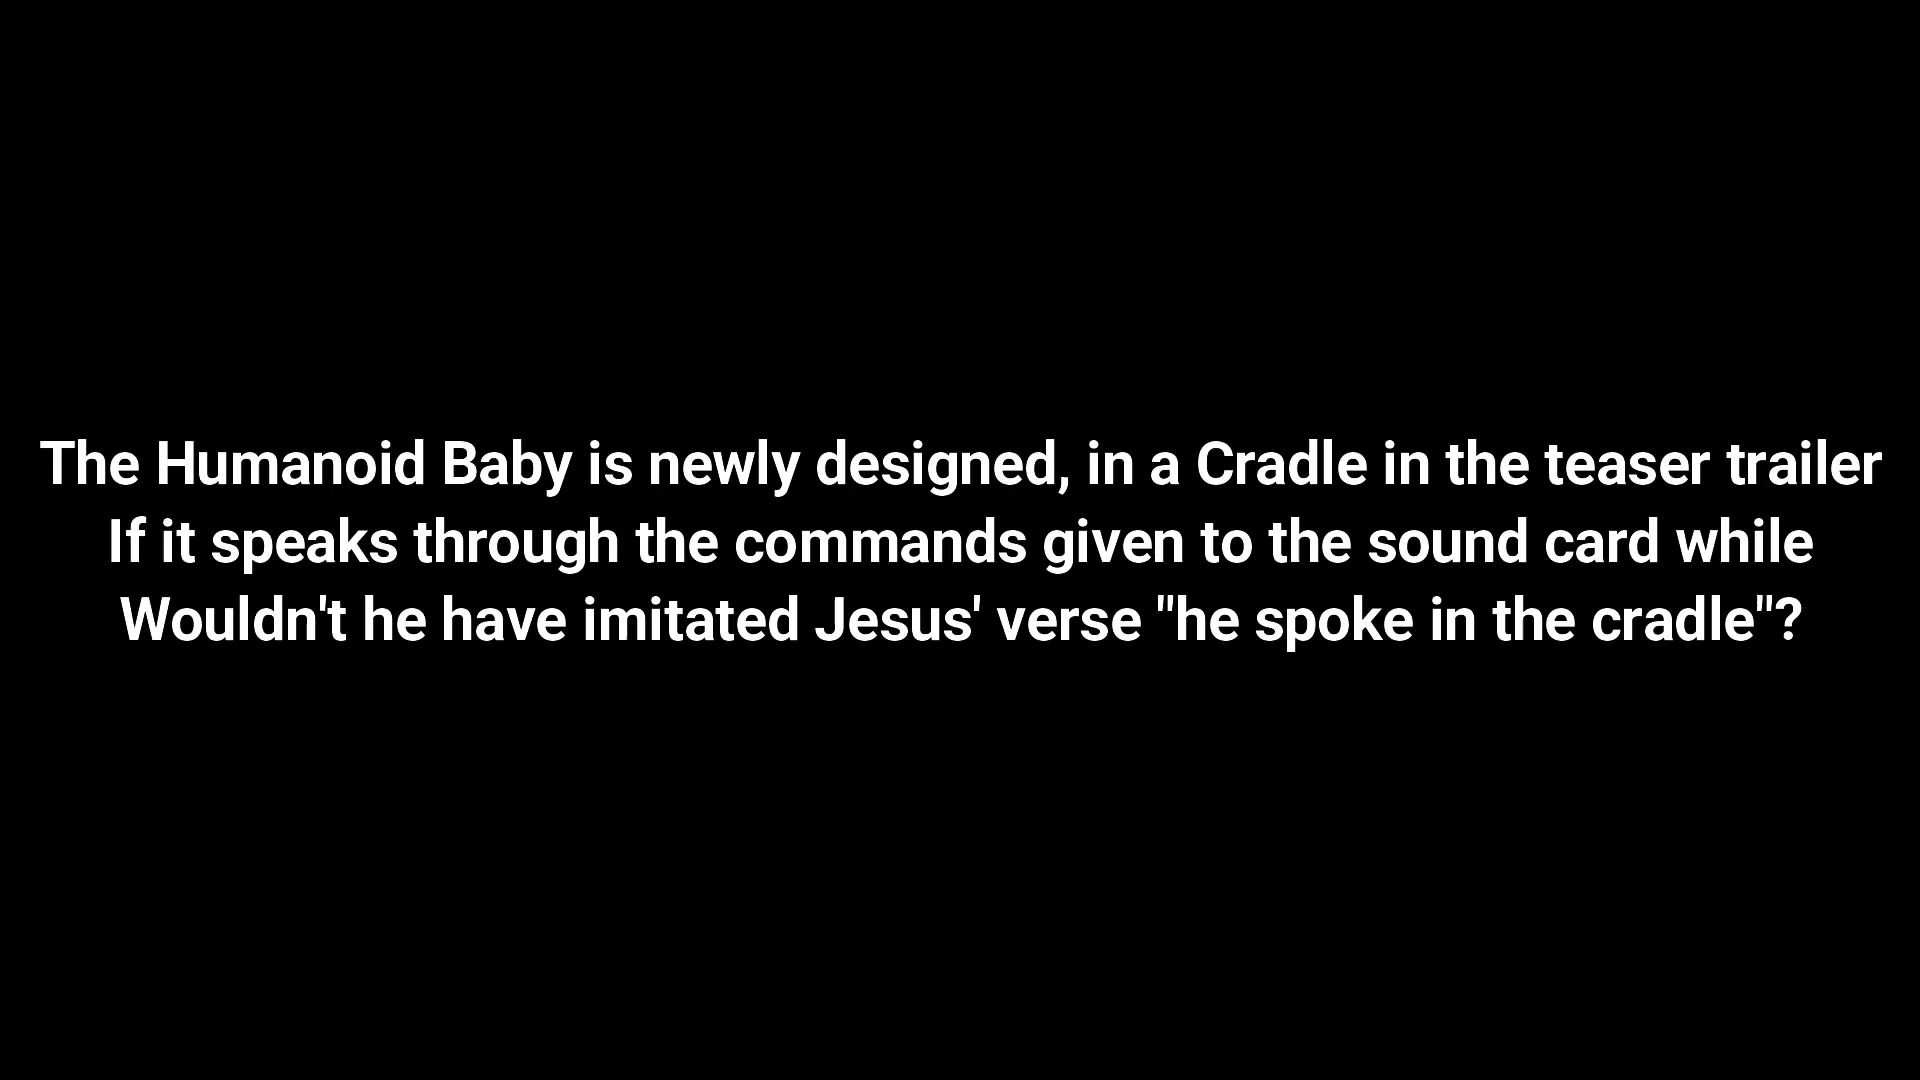 The Humanoid Baby is newly designed, in a Cradle in the teaser trailer
If it speaks through the commands given to the sound card while
Wouldn't he have imitated Jesus' verse "he spoke in the cradle"?